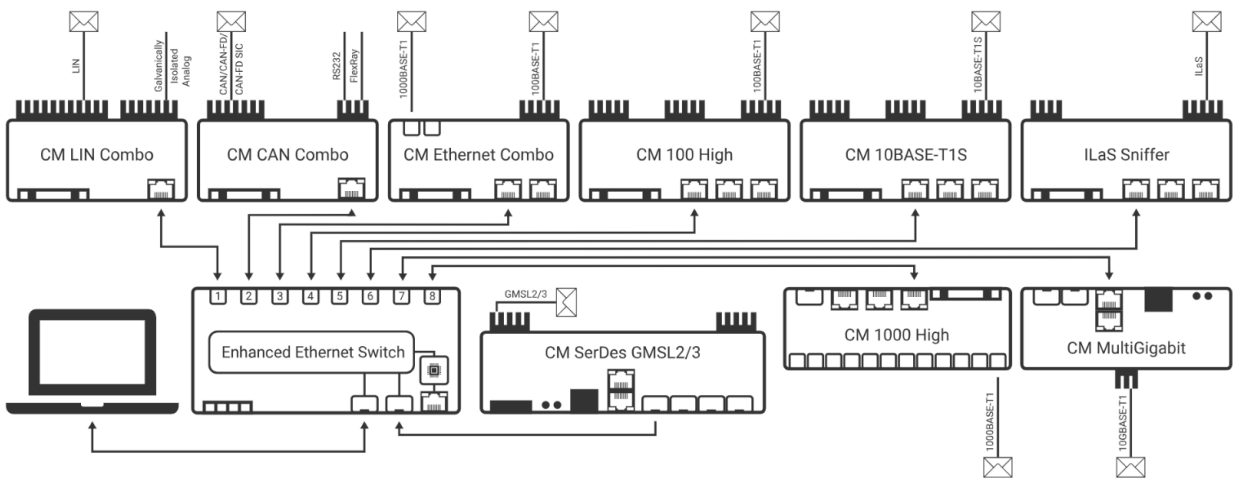 LIN
Galvanically
Isolated
Analog
CAN/CAN-FD/
CAN-FD SIC
RS232
FlexRay
1000BASE-T1
100BASE-T1
100BASE-T1
10BASE-T1S
ILaS
CM LIN Combo
CM CAN Combo
CM Ethernet Combo
CM 100 High
CM 10BASE-T1S
ILaS Sniffer
1
2
3
4
5
6
7
8
GMSL2/3
Enhanced Ethernet Switch
CM SerDes GMSL2/3
CM 1000 High
CM MultiGigabit
1000BASE-T1
10GBASE-T1